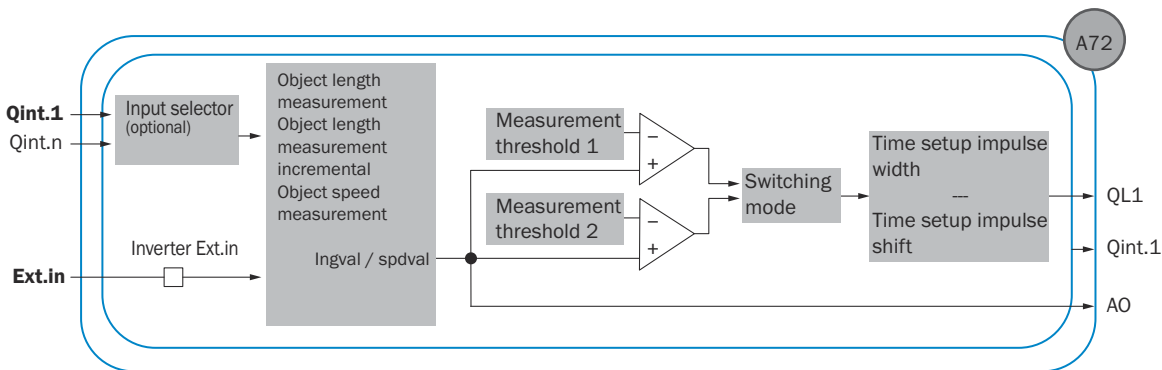 A72
Qint.1
Qint.n
Input selector
(optional)
Object length
measurement
Object length
measurement
incremental
Object speed
measurement
lngval / spdval
Inverter Ext.in
Ext.in
Measurement
threshold 1
−
+
Measurement
threshold 2
−
+
Switching
mode
Time setup impulse
width
---
Time setup impulse
shift
QL1
Qint.1
AO